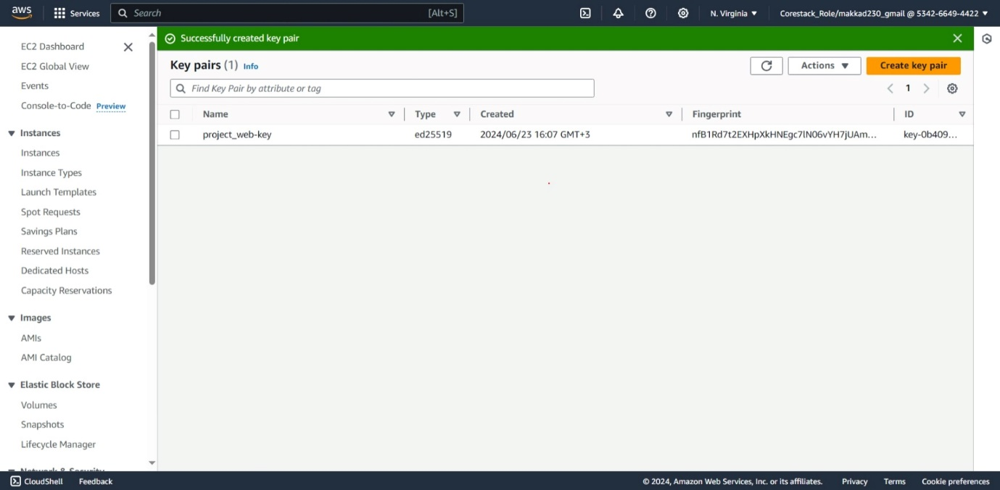 aws Services Search [Alt+S] N. Virginia Corestack_Role/makkad230_gmail @ 5342-6649-4422
EC2 Dashboard
EC2 Global View
Events
Console-to-Code Preview
Instances
Instances
Instance Types
Launch Templates
Spot Requests
Savings Plans
Reserved Instances
Dedicated Hosts
Capacity Reservations
Images
AMIs
AMI Catalog
Elastic Block Store
Volumes
Snapshots
Lifecycle Manager
Network & Security
Successfully created key pair
Key pairs (1) Info Actions Create key pair
Find Key Pair by attribute or tag 1
Name Type Created Fingerprint ID
project_web-key ed25519 2024/06/23 16:07 GMT+3 nfB1Rd7t2EXHpXkHNEgc7lN06vYH7jUAm... key-0b409...
CloudShell Feedback © 2024, Amazon Web Services, Inc. or its affiliates. Privacy Terms Cookie preferences